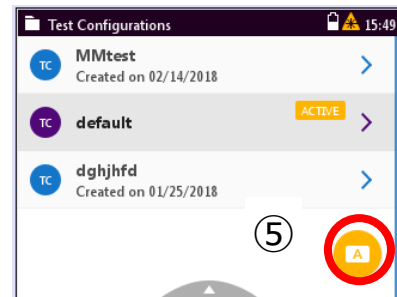 Test Configurations 15:49
TC MMtest
Created on 02/14/2018
TC default ACTIVE
TC dghjhfd
Created on 01/25/2018
⑤
A